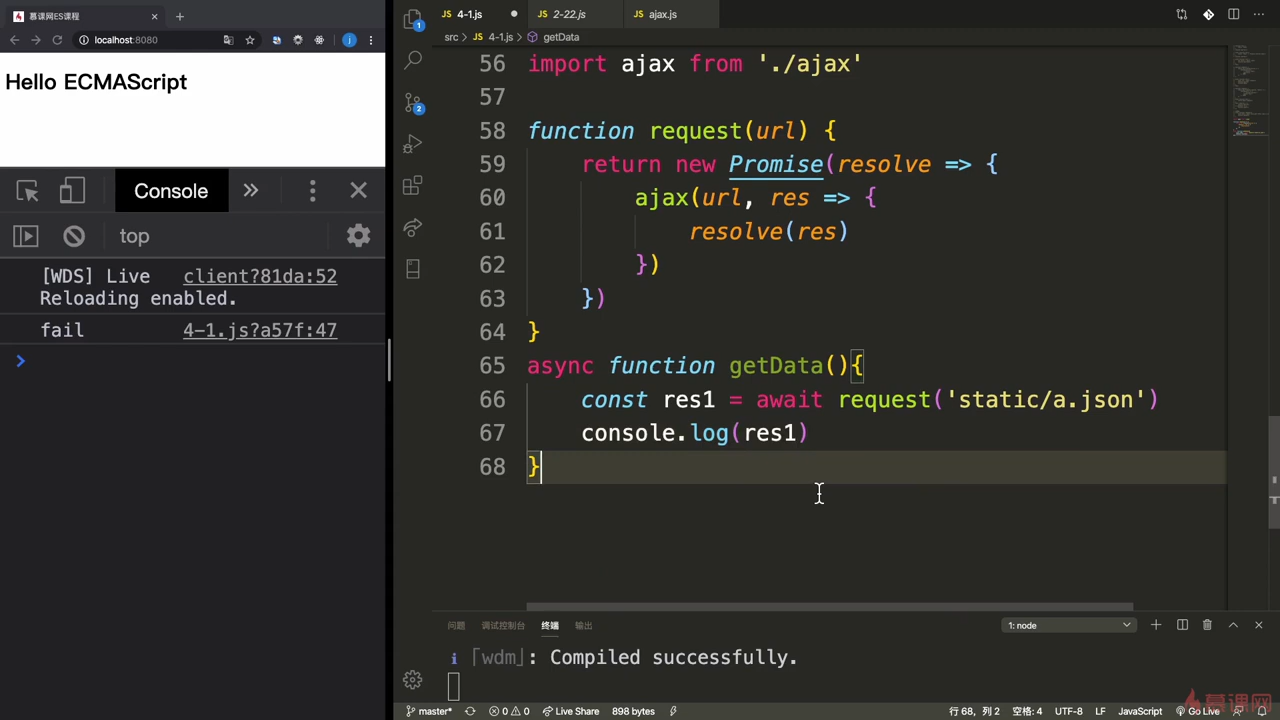 慕课网ES课程
localhost:8080
Hello ECMAScript
Console
top
[WDS] Live client?81da:52
Reloading enabled.
fail 4-1.js?a57f:47
4-1.js
2-22.js
ajax.js
src > JS 4-1.js > getData
56 import ajax from './ajax'
57
58 function request(url) {
59 return new Promise(resolve => {
60 ajax(url, res => {
61 resolve(res)
62 })
63 })
64 }
65 async function getData(){
66 const res1 = await request('static/a.json')
67 console.log(res1)
68 }
问题 调试控制台 终端 输出 1: node
i 「wdm」: Compiled successfully.
master* 0 0 Live Share 898 bytes 行 68, 列 2 空格: 4 UTF-8 LF JavaScript Go Live
慕课网